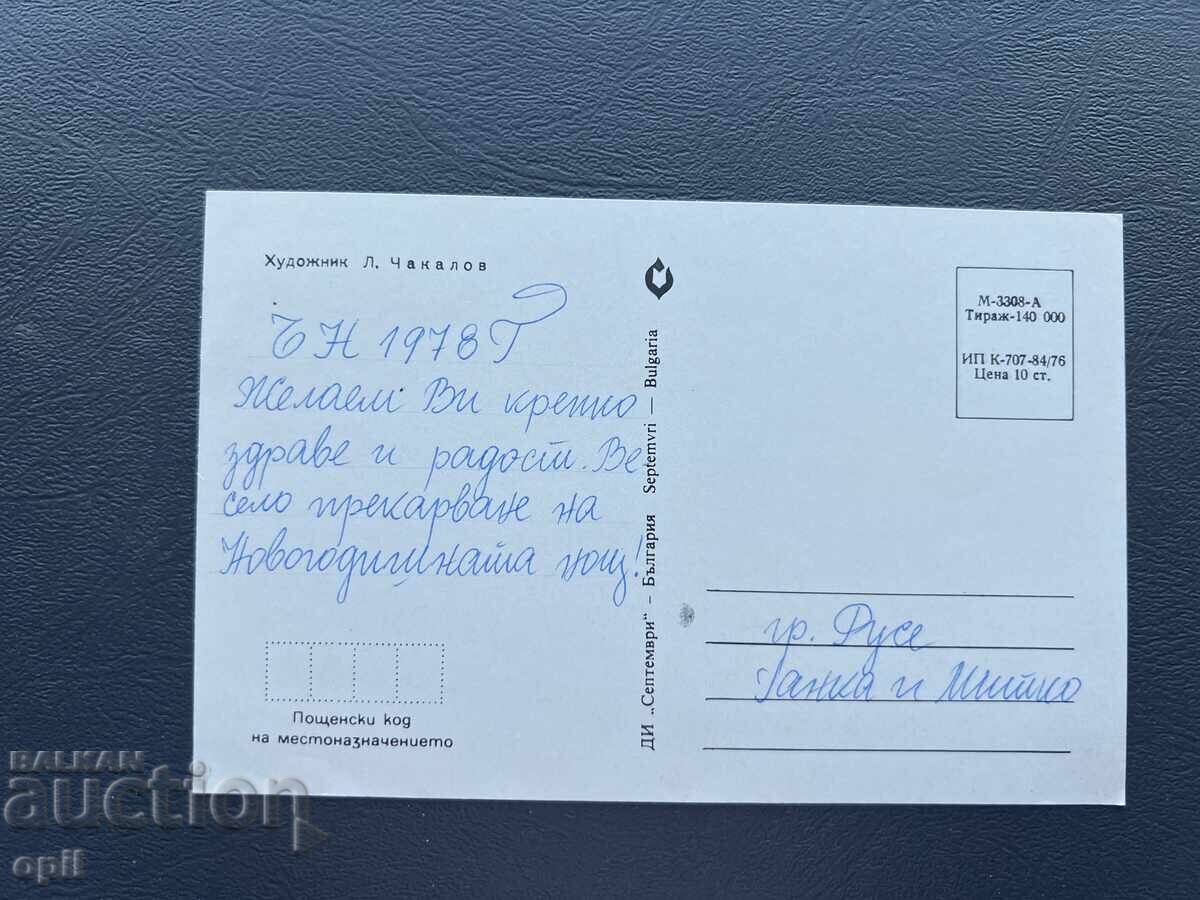 Художник Л. Чакалов
ЧН 1978 Г
Желаем Ви крепко
здраве и радост. Ве-
село прекарване на
Новогодишната нощ!
Пощенски код
на местоназначението
ДИ „Септември“ – България Septemvri — Bulgaria
М-3308-А
Тираж-140 000
ИП К-707-84/76
Цена 10 ст.
гр. Русе
Ганка и Митко
BALKAN
auction
opil